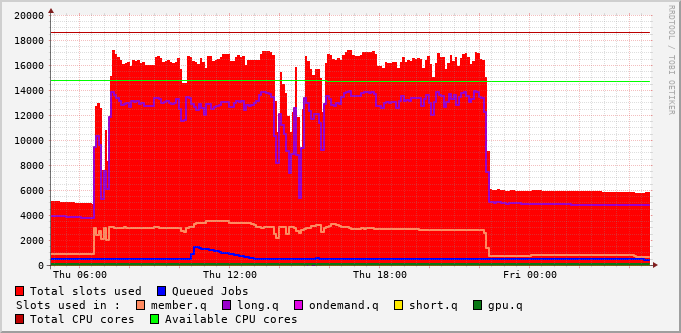 20000
18000
16000
14000
12000
10000
8000
6000
4000
2000
0
Thu 06:00 Thu 12:00 Thu 18:00 Fri 00:00
RRDTOOL / TOBI OETIKER
Total slots used Queued Jobs
Slots used in : member.q long.q ondemand.q short.q gpu.q
Total CPU cores Available CPU cores